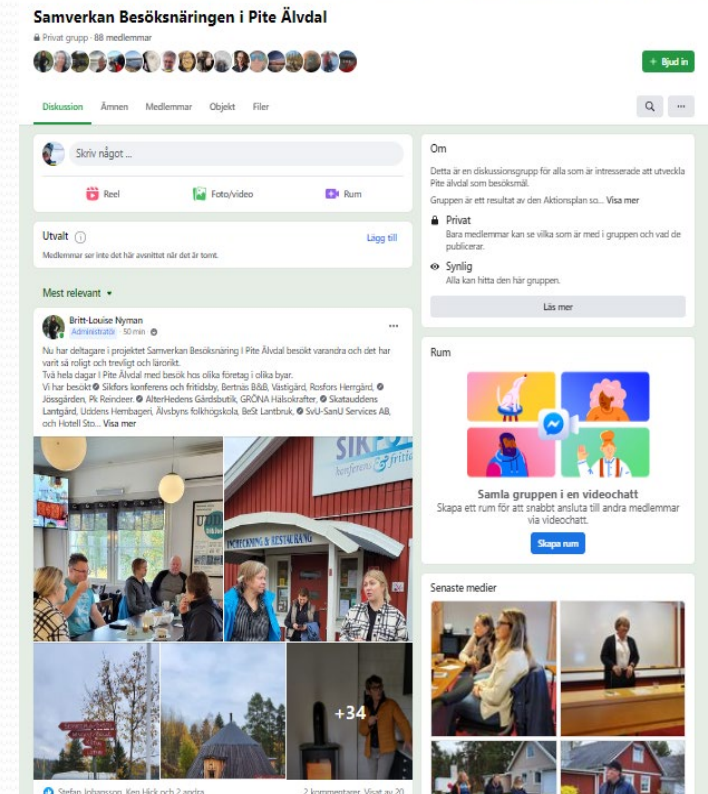 Samverkan Besöksnäringen i Pite Älvdal
Privat grupp · 88 medlemmar
+ Bjud in
Diskussion Ämnen Medlemmar Objekt Filer
Skriv något ...
Reel Foto/video Rum
Utvalt
Lägg till
Medlemmar ser inte det här avsnittet när det är tomt.
Mest relevant
Britt-Louise Nyman
Administratör · 50 min ·
Nu har deltagare i projektet Samverkan Besöksnäring I Pite Älvdal besökt varandra och det har
varit så roligt och trevligt och lärorikt.
Två hela dagar I Pite Älvdal med besök hos olika företag i olika byar.
Vi har besökt Sikfors konferens och fritidsby, Bertnäs B&B, Västigård, Rosfors Herrgård,
Jössgården, Pk Reindeer. AlterHedens Gårdsbutik, GRÖNA Hälsokrafter, Skatauddens
Lantgård, Uddens Hembageri, Älvsbyns folkhögskola, BeSt Lantbruk, SvU-SanU Services AB,
och Hotell Sto... Visa mer
konferens & friti
INCHECKNING & RESTAURANG
+34
Stefan Johansson, Ken Hick och 2 andra
2 kommentarer Visat av 20
Om
Detta är en diskussionsgrupp för alla som är intresserade att utveckla
Pite älvdal som besöksmål.
Gruppen är ett resultat av den Aktionsplan so... Visa mer
Privat
Bara medlemmar kan se vilka som är med i gruppen och vad de
publicerar.
Synlig
Alla kan hitta den här gruppen.
Läs mer
Rum
Samla gruppen i en videochatt
Skapa ett rum för att snabbt ansluta till andra medlemmar
via videochatt.
Skapa rum
Senaste medier